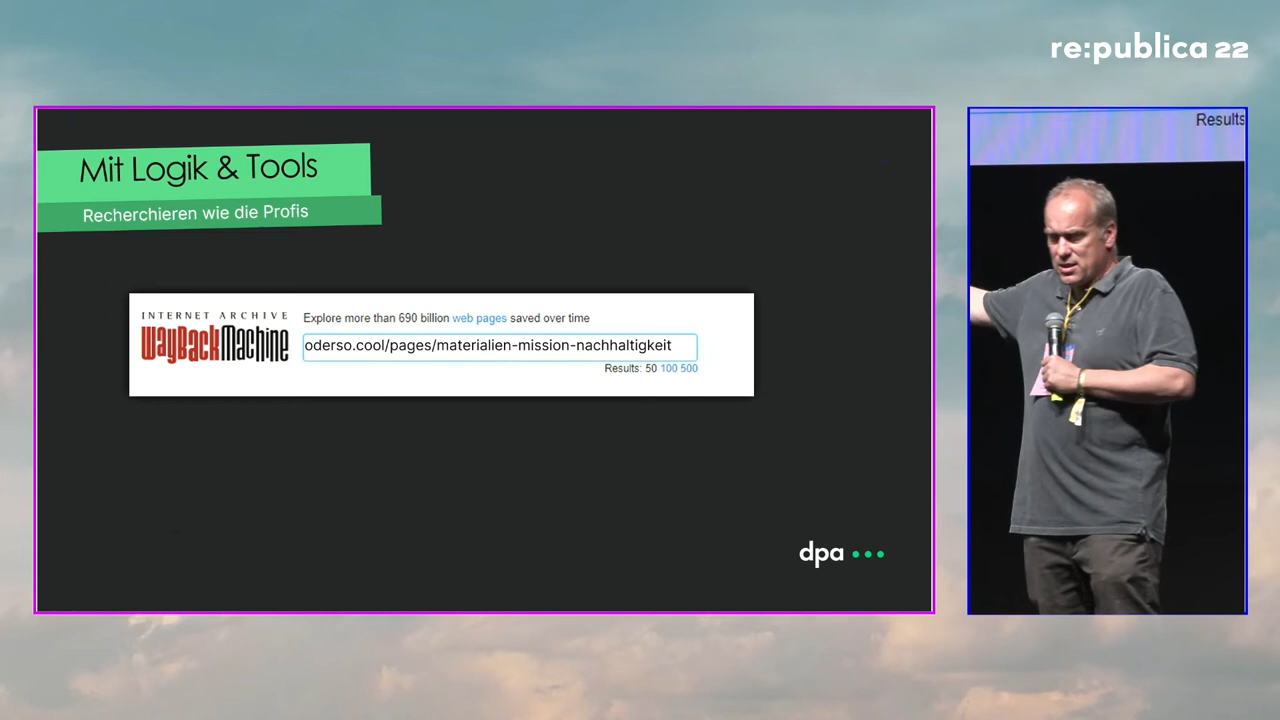 re:publica 22
Mit Logik & Tools
Recherchieren wie die Profis
INTERNET ARCHIVE
WayBackMachine
Explore more than 690 billion web pages saved over time
oderso.cool/pages/materialien-mission-nachhaltigkeit
Results: 50 100 500
dpa
Results